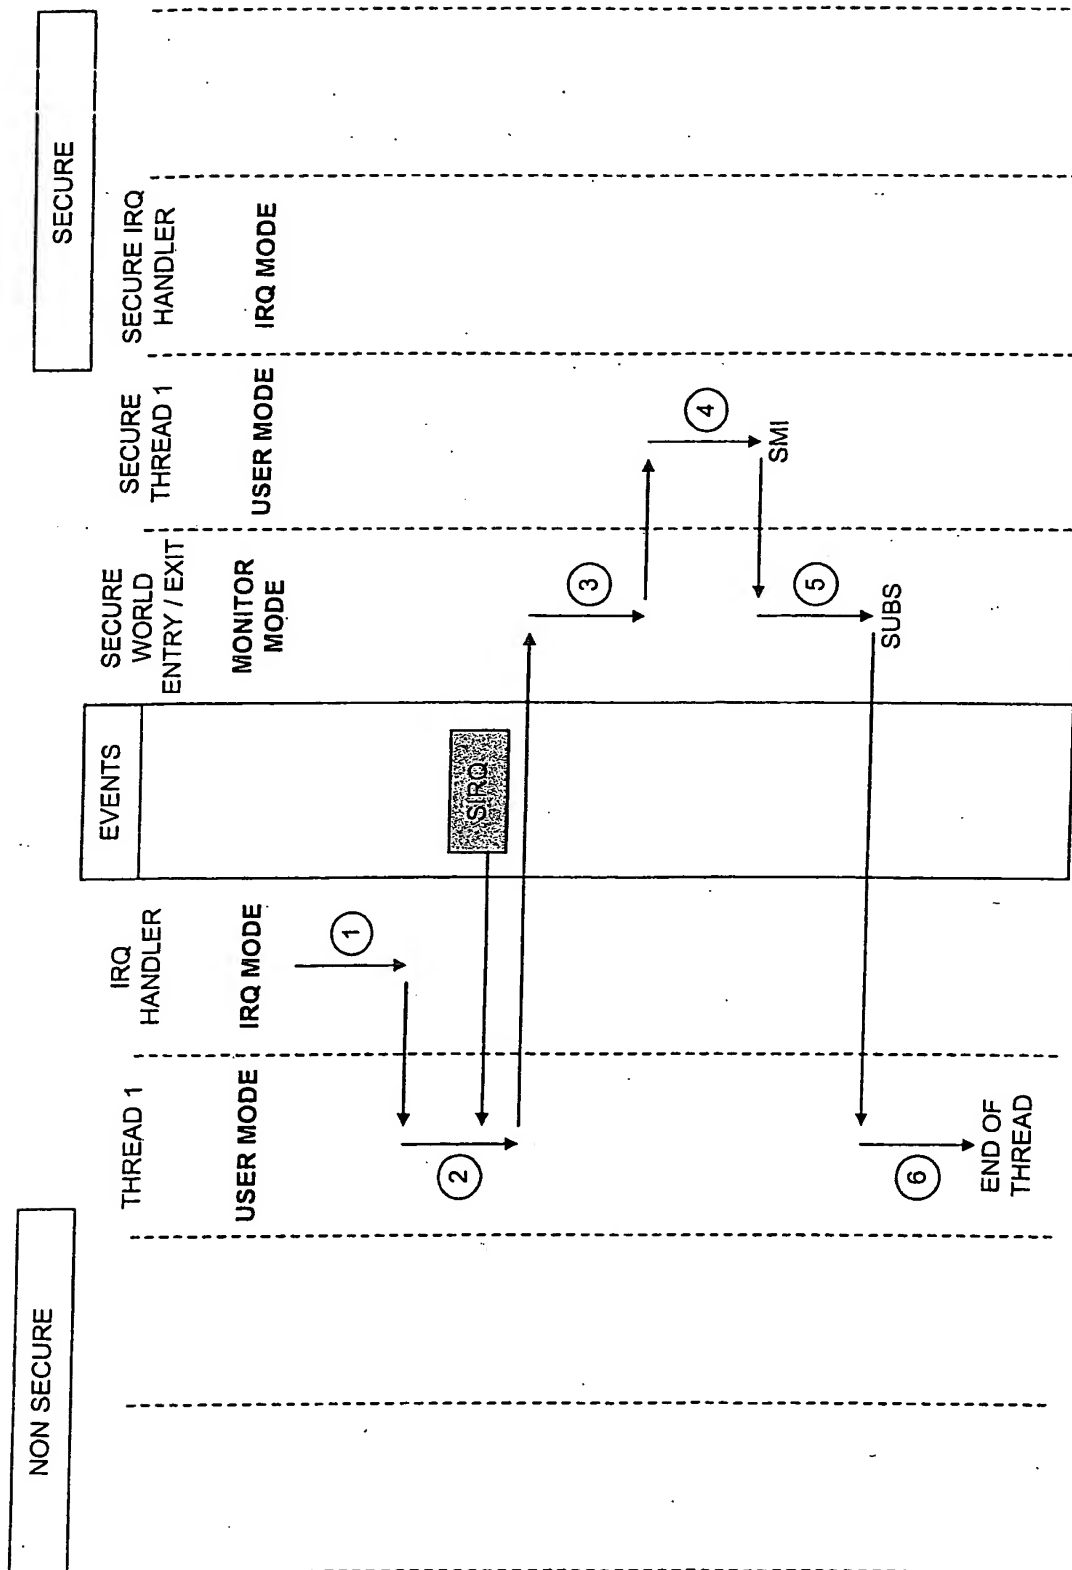 NON SECURE
SECURE
THREAD 1
USER MODE
IRQ
HANDLER
IRQ MODE
EVENTS
SECURE
WORLD
ENTRY / EXIT
MONITOR
MODE
SECURE
THREAD 1
USER MODE
SECURE IRQ
HANDLER
IRQ MODE
1
2
SIRQ
3
4
SMI
5
SUBS
6
END OF
THREAD